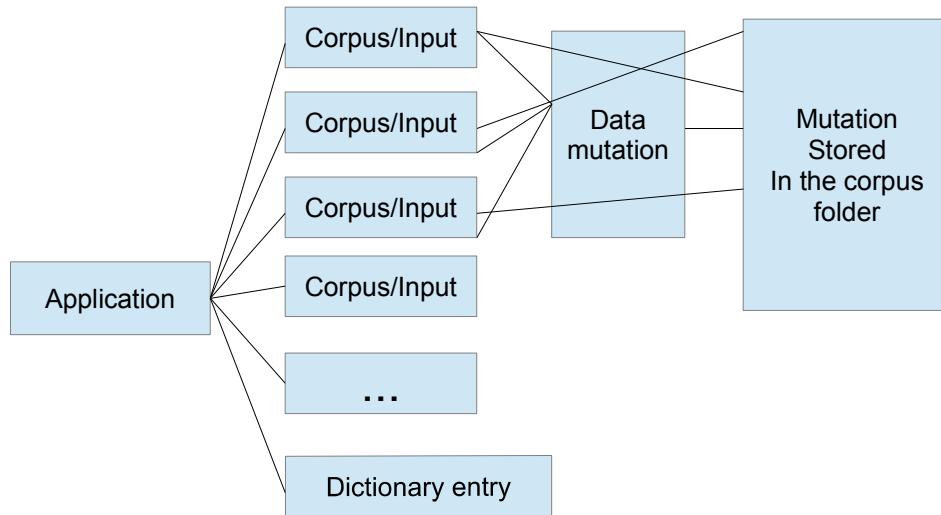 Corpus/Input
Corpus/Input
Corpus/Input
Corpus/Input
...
Dictionary entry
Application
Data
mutation
Mutation
Stored
In the corpus
folder